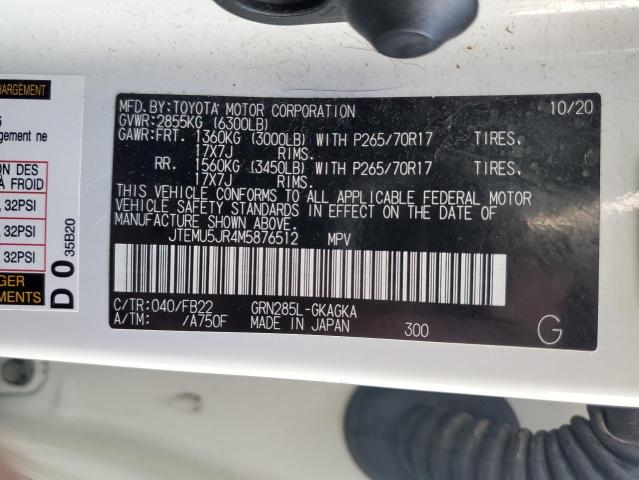 HARGEMENT
gement ne
ON DES
À FROID
, 32PSI
, 32PSI
, 32PSI
EMENTS
D 0 35B20
MFD.BY:TOYOTA MOTOR CORPORATION 10/20
GVWR:2855KG (6300LB)
GAWR:FRT. 1360KG (3000LB) WITH P265/70R17 TIRES,
17X7J RIMS.
RR. 1560KG (3450LB) WITH P265/70R17 TIRES,
17X7J RIMS.
THIS VEHICLE CONFORMS TO ALL APPLICABLE FEDERAL MOTOR
VEHICLE SAFETY STANDARDS IN EFFECT ON THE DATE OF
MANUFACTURE SHOWN ABOVE.
JTEMU5JR4M5876512 MPV
C/TR:040/FB22 GRN285L-GKAGKA
A/TM: /A750F MADE IN JAPAN 300 G